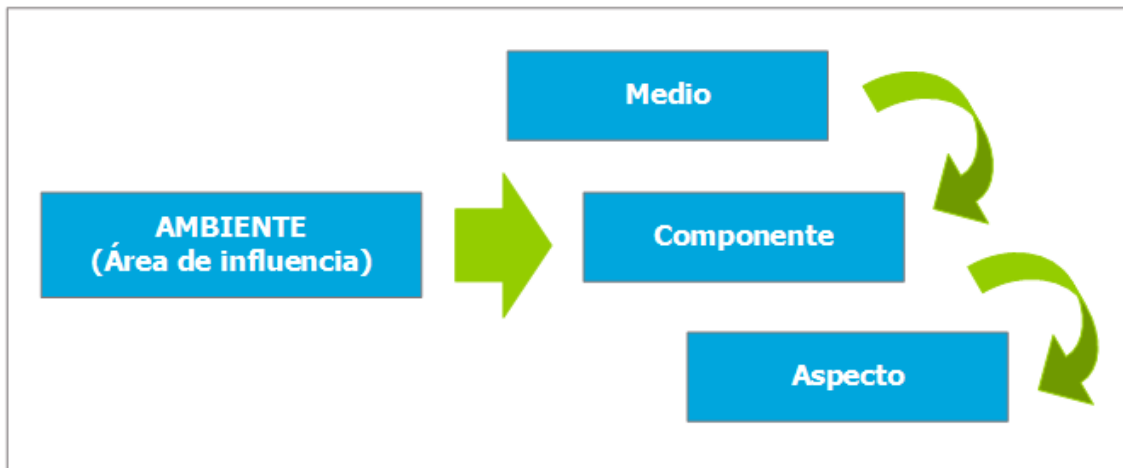 Medio
AMBIENTE
(Área de influencia)
Componente
Aspecto